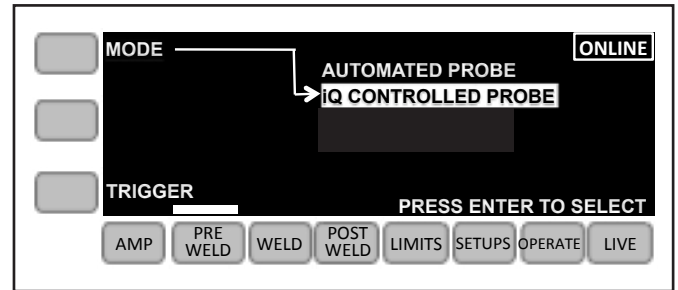 MODE
ONLINE
AUTOMATED PROBE
iQ CONTROLLED PROBE
TRIGGER
PRESS ENTER TO SELECT
AMP
PRE
WELD
WELD
POST
WELD
LIMITS
SETUPS
OPERATE
LIVE